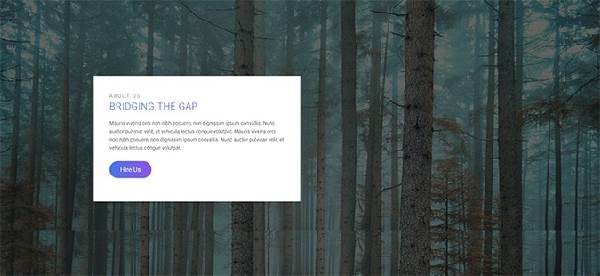 ABOUT US
BRIDGING THE GAP
Mauris viverra orci non nibh posuere, non dignissim ipsum convallis. Nunc
auctor pulvinar velit, et vehicula lectus congue volutpat. Mauris viverra orci
non nibh posuere, non dignissim ipsum convallis. Nunc auctor pulvinar velit, et
vehicula lectus congue volutpat.
Hire Us